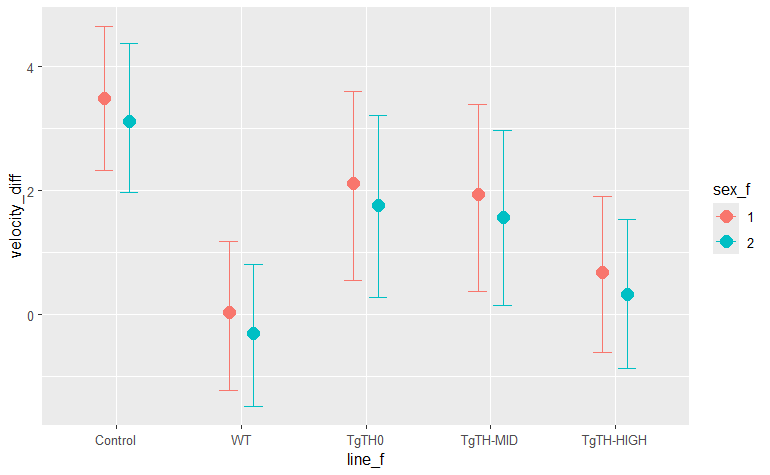 velocity_diff
4
2
0
Control WT TgTH0 TgTH-MID TgTH-HIGH
line_f
sex_f
1
2